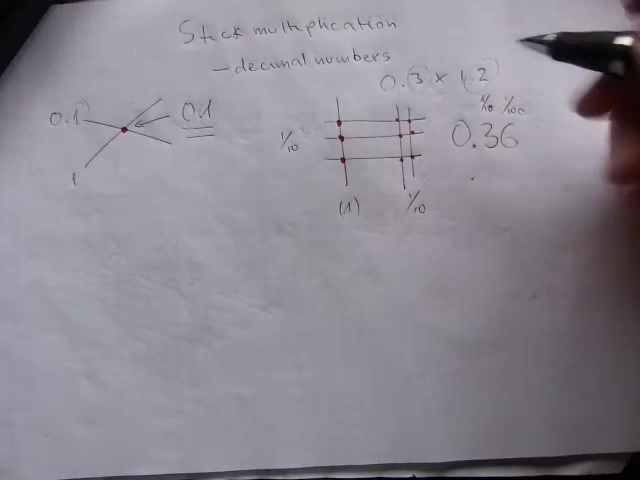 Stick multiplication
- decimal numbers
0.3 x 1.2
0.1 0.1
1/10 1/100
1/10 0.36
1
(1) 1/10